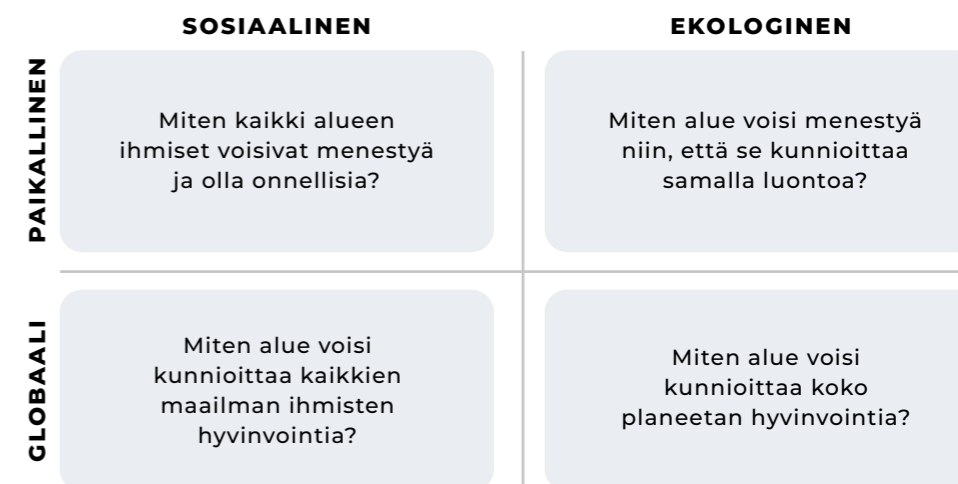 SOSIAALINEN
EKOLOGINEN
PAIKALLINEN
Miten kaikki alueen
ihmiset voisivat menestyä
ja olla onnellisia?
Miten alue voisi menestyä
niin, että se kunnioittaa
samalla luontoa?
GLOBAALI
Miten alue voisi
kunnioittaa kaikkien
maailman ihmisten
hyvinvointia?
Miten alue voisi
kunnioittaa koko
planeetan hyvinvointia?